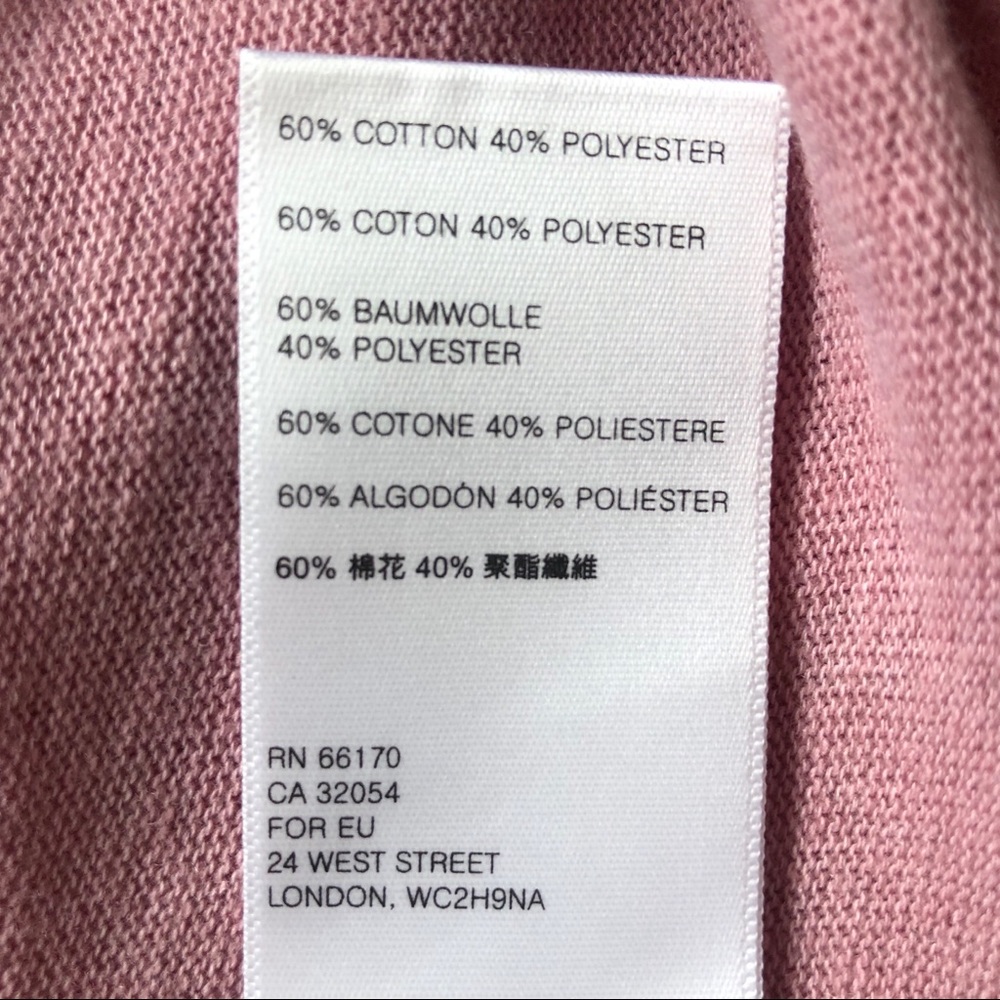 60% COTTON 40% POLYESTER
60% COTON 40% POLYESTER
60% BAUMWOLLE
40% POLYESTER
60% COTONE 40% POLIESTERE
60% ALGODÓN 40% POLIÉSTER
60% 棉花 40% 聚酯纖維
RN 66170
CA 32054
FOR EU
24 WEST STREET
LONDON, WC2H9NA